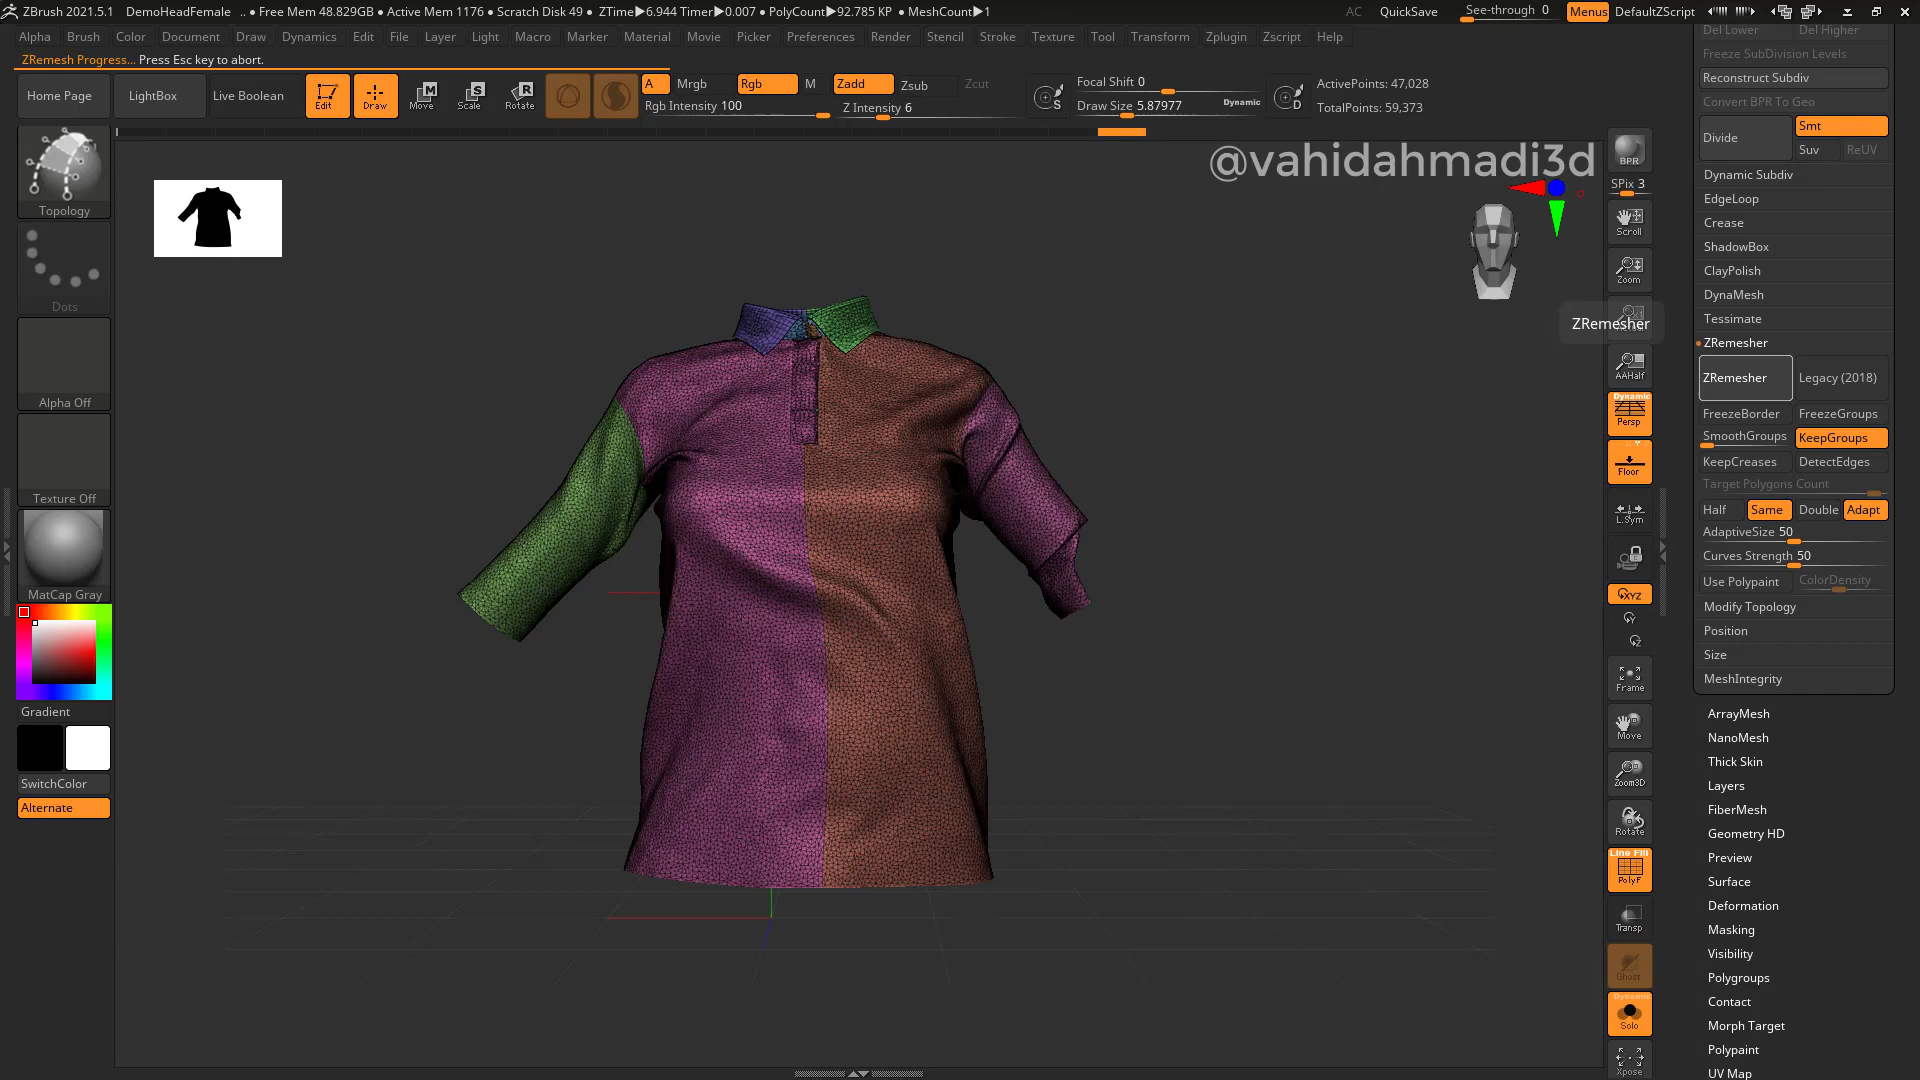 ZBrush 2021.5.1 DemoHeadFemale .. • Free Mem 48.829GB • Active Mem 1176 • Scratch Disk 49 • ZTime▶6.944 Timer▶0.007 • PolyCount▶92.785 KP • MeshCount▶1 AC QuickSave See-through 0 Menus DefaultZScript
Alpha Brush Color Document Draw Dynamics Edit File Layer Light Macro Marker Material Movie Picker Preferences Render Stencil Stroke Texture Tool Transform Zplugin Zscript Help
ZRemesh Progress... Press Esc key to abort.
Home Page LightBox Live Boolean Edit Draw Move Scale Rotate
A Mrgb Rgb M Zadd Zsub Zcut
Rgb Intensity 100 Z Intensity 6
S Focal Shift 0
Draw Size 5.87977 Dynamic
D ActivePoints: 47,028
TotalPoints: 59,373
@vahidahmadi3d
Topology
Dots
Alpha Off
Texture Off
MatCap Gray
Gradient
SwitchColor
Alternate
BPR
SPix 3
Scroll
Zoom
ZRemesher
AAHalf
Dynamic
Persp
Floor
L.Sym
XYZ
Y
Z
Frame
Move
Zoom3D
Rotate
Line Fill
PolyF
Transp
Ghost
Dynamic
Solo
Xpose
Del Lower Del Higher
Freeze SubDivision Levels
Reconstruct Subdiv
Convert BPR To Geo
Divide Smt
Suv ReUV
Dynamic Subdiv
EdgeLoop
Crease
ShadowBox
ClayPolish
DynaMesh
Tessimate
ZRemesher
ZRemesher Legacy (2018)
FreezeBorder FreezeGroups
SmoothGroups KeepGroups
KeepCreases DetectEdges
Target Polygons Count
Half Same Double Adapt
AdaptiveSize 50
Curves Strength 50
Use Polypaint ColorDensity
Modify Topology
Position
Size
MeshIntegrity
ArrayMesh
NanoMesh
Thick Skin
Layers
FiberMesh
Geometry HD
Preview
Surface
Deformation
Masking
Visibility
Polygroups
Contact
Morph Target
Polypaint
UV Map